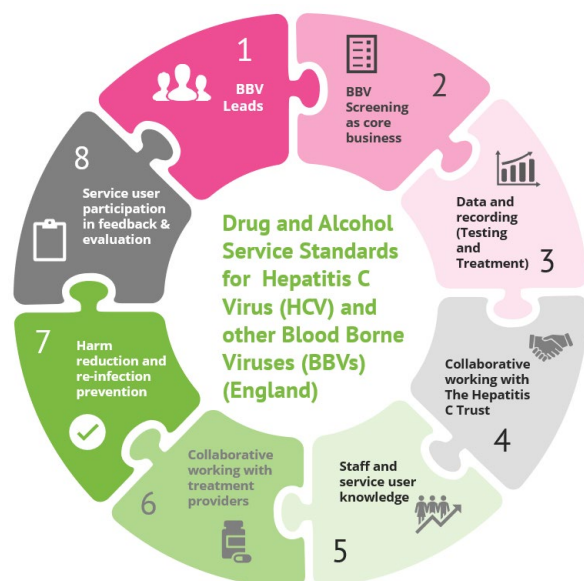 1
BBV
Leads
2
BBV
Screening
as core
business
Data and
recording
(Testing
and
Treatment)
3
Collaborative
working with
The Hepatitis
C Trust
4
Staff and
service user
knowledge
5
Collaborative
working with
treatment
providers
6
7
Harm
reduction and
re-infection
prevention
8
Service user
participation
in feedback &
evaluation
Drug and Alcohol
Service Standards
for Hepatitis C
Virus (HCV) and
other Blood Borne
Viruses (BBVs)
(England)